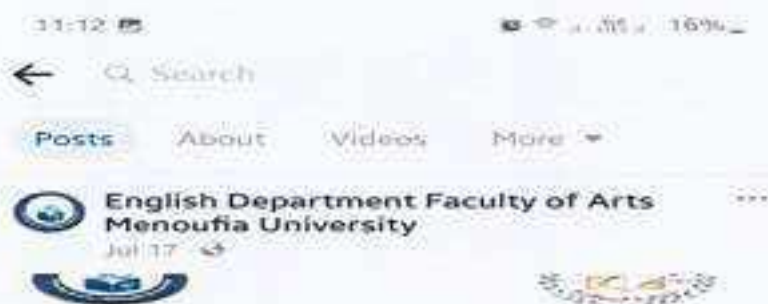 11:12
16%
Search
Posts About Videos More
English Department Faculty of Arts
Menoufia University
Jul 17